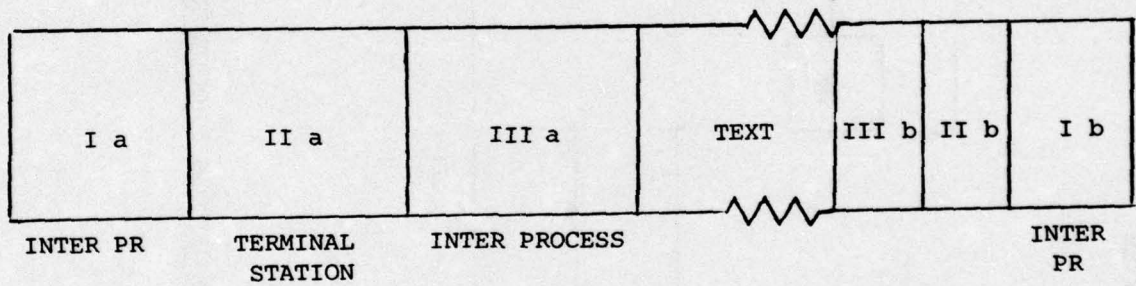 I a II a III a TEXT III b II b I b
INTER PR TERMINAL STATION INTER PROCESS INTER PR